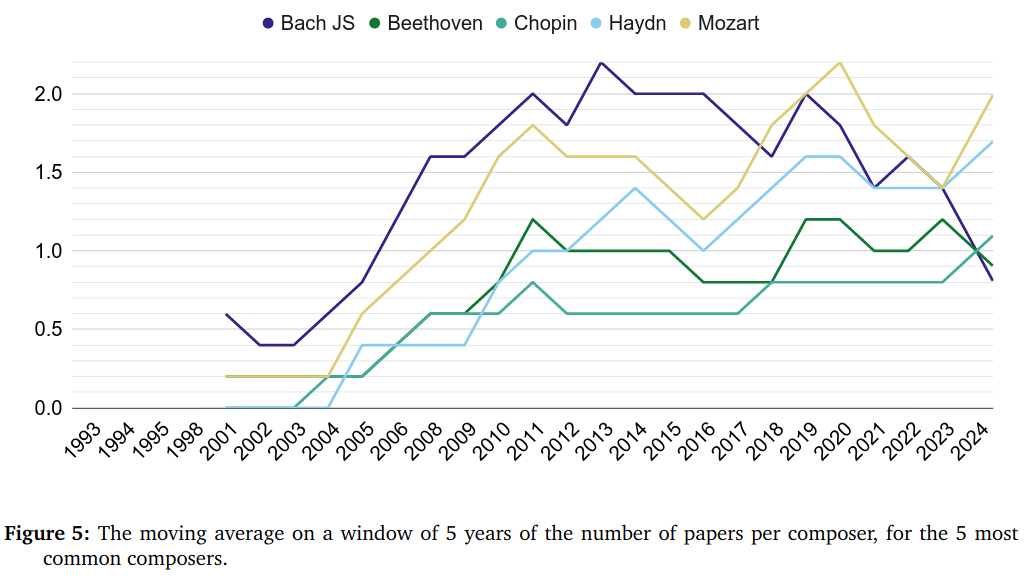 Bach JS Beethoven Chopin Haydn Mozart
2.0
1.5
1.0
0.5
0.0
1993 1994 1995 1998 2001 2002 2003 2004 2005 2006 2008 2009 2010 2011 2012 2013 2014 2015 2016 2017 2018 2019 2020 2021 2022 2023 2024
Figure 5: The moving average on a window of 5 years of the number of papers per composer, for the 5 most
common composers.